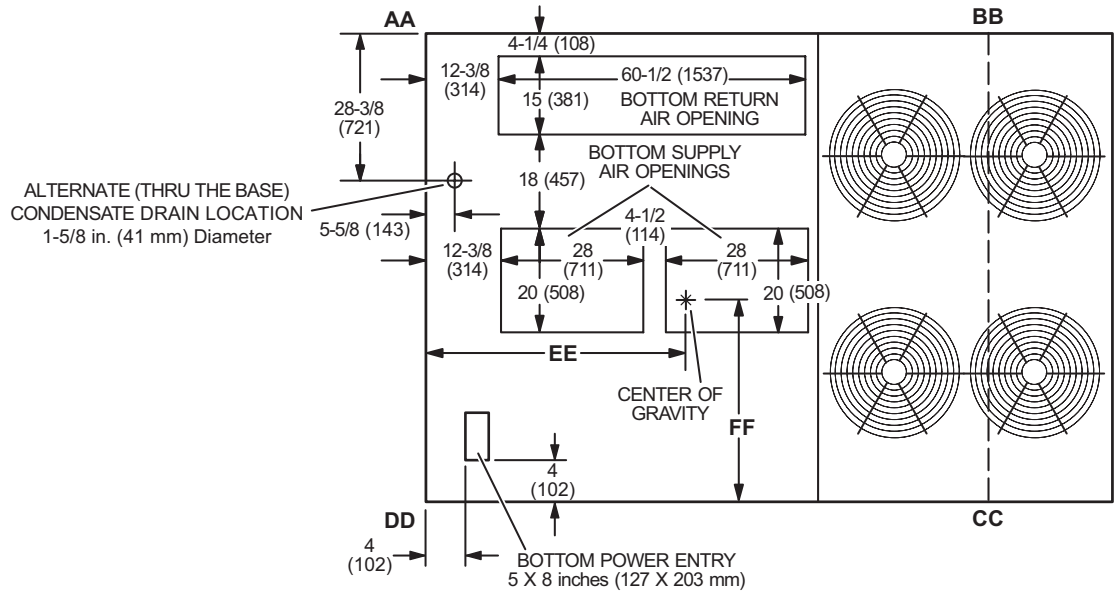 AA
BB
4-1/4 (108)
12-3/8
(314)
60-1/2 (1537)
28-3/8
(721)
15 (381)
BOTTOM RETURN
AIR OPENING
ALTERNATE (THRU THE BASE)
CONDENSATE DRAIN LOCATION
1-5/8 in. (41 mm) Diameter
18 (457)
BOTTOM SUPPLY
AIR OPENINGS
5-5/8 (143)
4-1/2
(114)
12-3/8
(314)
28
(711)
28
(711)
20 (508)
20 (508)
EE
CENTER OF
GRAVITY
FF
4
(102)
DD
CC
4
(102)
BOTTOM POWER ENTRY
5 X 8 inches (127 X 203 mm)